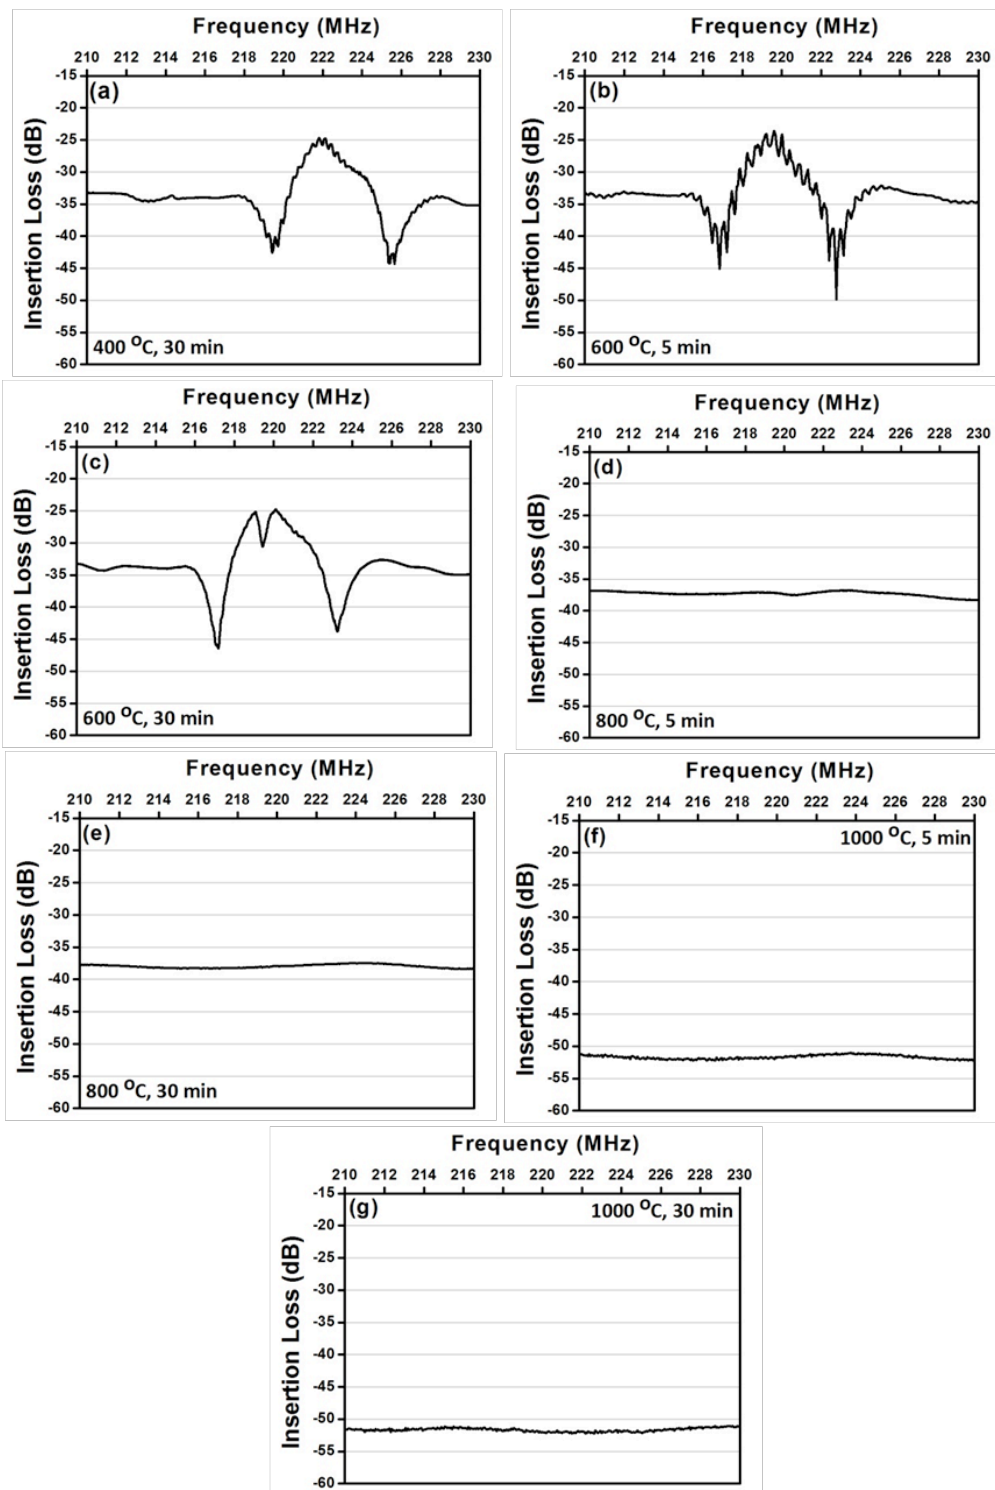 Frequency (MHz)
210 212 214 216 218 220 222 224 226 228 230
(a)
Insertion Loss (dB)
-15
-20
-25
-30
-35
-40
-45
-50
-55
-60
400 °C, 30 min
Frequency (MHz)
210 212 214 216 218 220 222 224 226 228 230
(b)
Insertion Loss (dB)
-15
-20
-25
-30
-35
-40
-45
-50
-55
-60
600 °C, 5 min
Frequency (MHz)
210 212 214 216 218 220 222 224 226 228 230
(c)
Insertion Loss (dB)
-15
-20
-25
-30
-35
-40
-45
-50
-55
-60
600 °C, 30 min
Frequency (MHz)
210 212 214 216 218 220 222 224 226 228 230
(d)
Insertion Loss (dB)
-15
-20
-25
-30
-35
-40
-45
-50
-55
-60
800 °C, 5 min
Frequency (MHz)
210 212 214 216 218 220 222 224 226 228 230
(e)
Insertion Loss (dB)
-15
-20
-25
-30
-35
-40
-45
-50
-55
-60
800 °C, 30 min
Frequency (MHz)
210 212 214 216 218 220 222 224 226 228 230
(f)
1000 °C, 5 min
Insertion Loss (dB)
-15
-20
-25
-30
-35
-40
-45
-50
-55
-60
Frequency (MHz)
210 212 214 216 218 220 222 224 226 228 230
(g)
1000 °C, 30 min
Insertion Loss (dB)
-15
-20
-25
-30
-35
-40
-45
-50
-55
-60